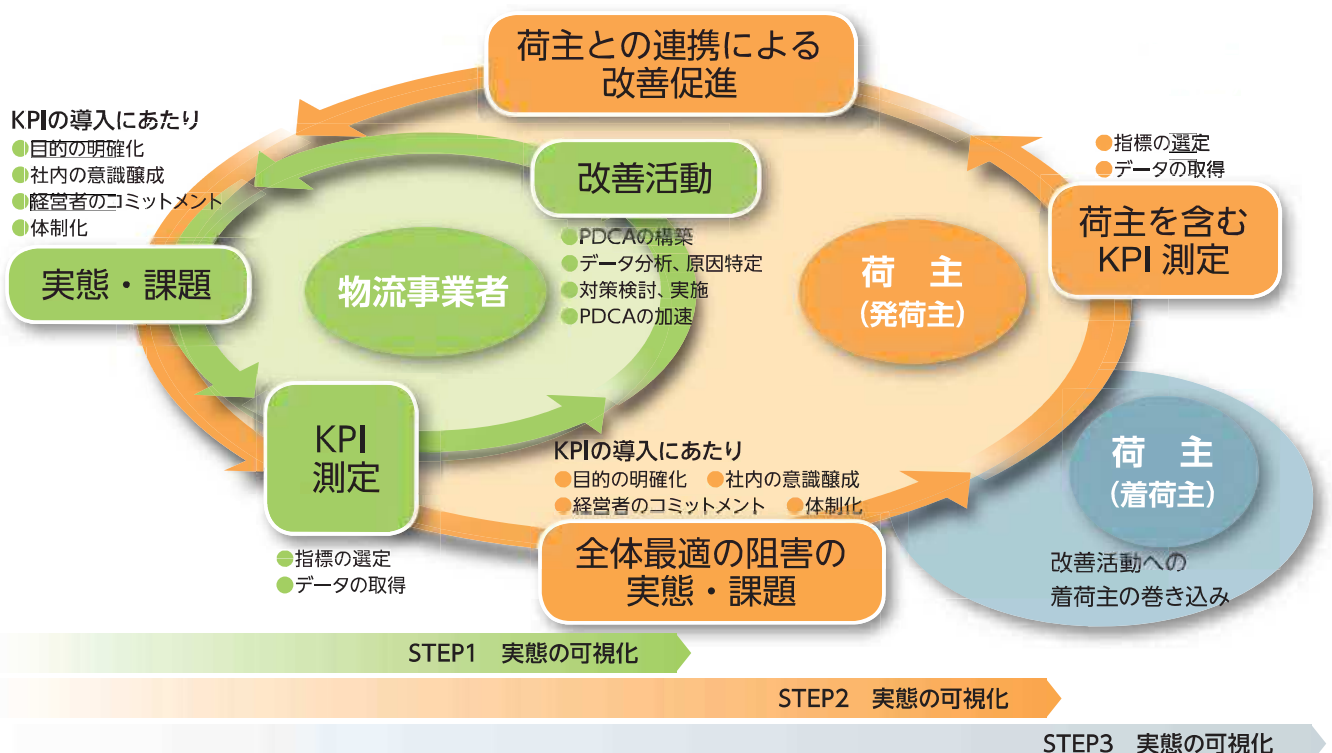 荷主との連携による
改善促進
KPIの導入にあたり
●目的の明確化
●社内の意識醸成
●経営者のコミットメント
●体制化
実態・課題
改善活動
●PDCAの構築
●データ分析、原因特定
●対策検討、実施
●PDCAの加速
物流事業者
荷　主
(発荷主)
●指標の選定
●データの取得
荷主を含む
KPI 測定
KPI
測定
●指標の選定
●データの取得
KPIの導入にあたり
●目的の明確化　●社内の意識醸成
●経営者のコミットメント　●体制化
全体最適の阻害の
実態・課題
荷　主
(着荷主)
改善活動への
着荷主の巻き込み
STEP1　実態の可視化
STEP2　実態の可視化
STEP3　実態の可視化